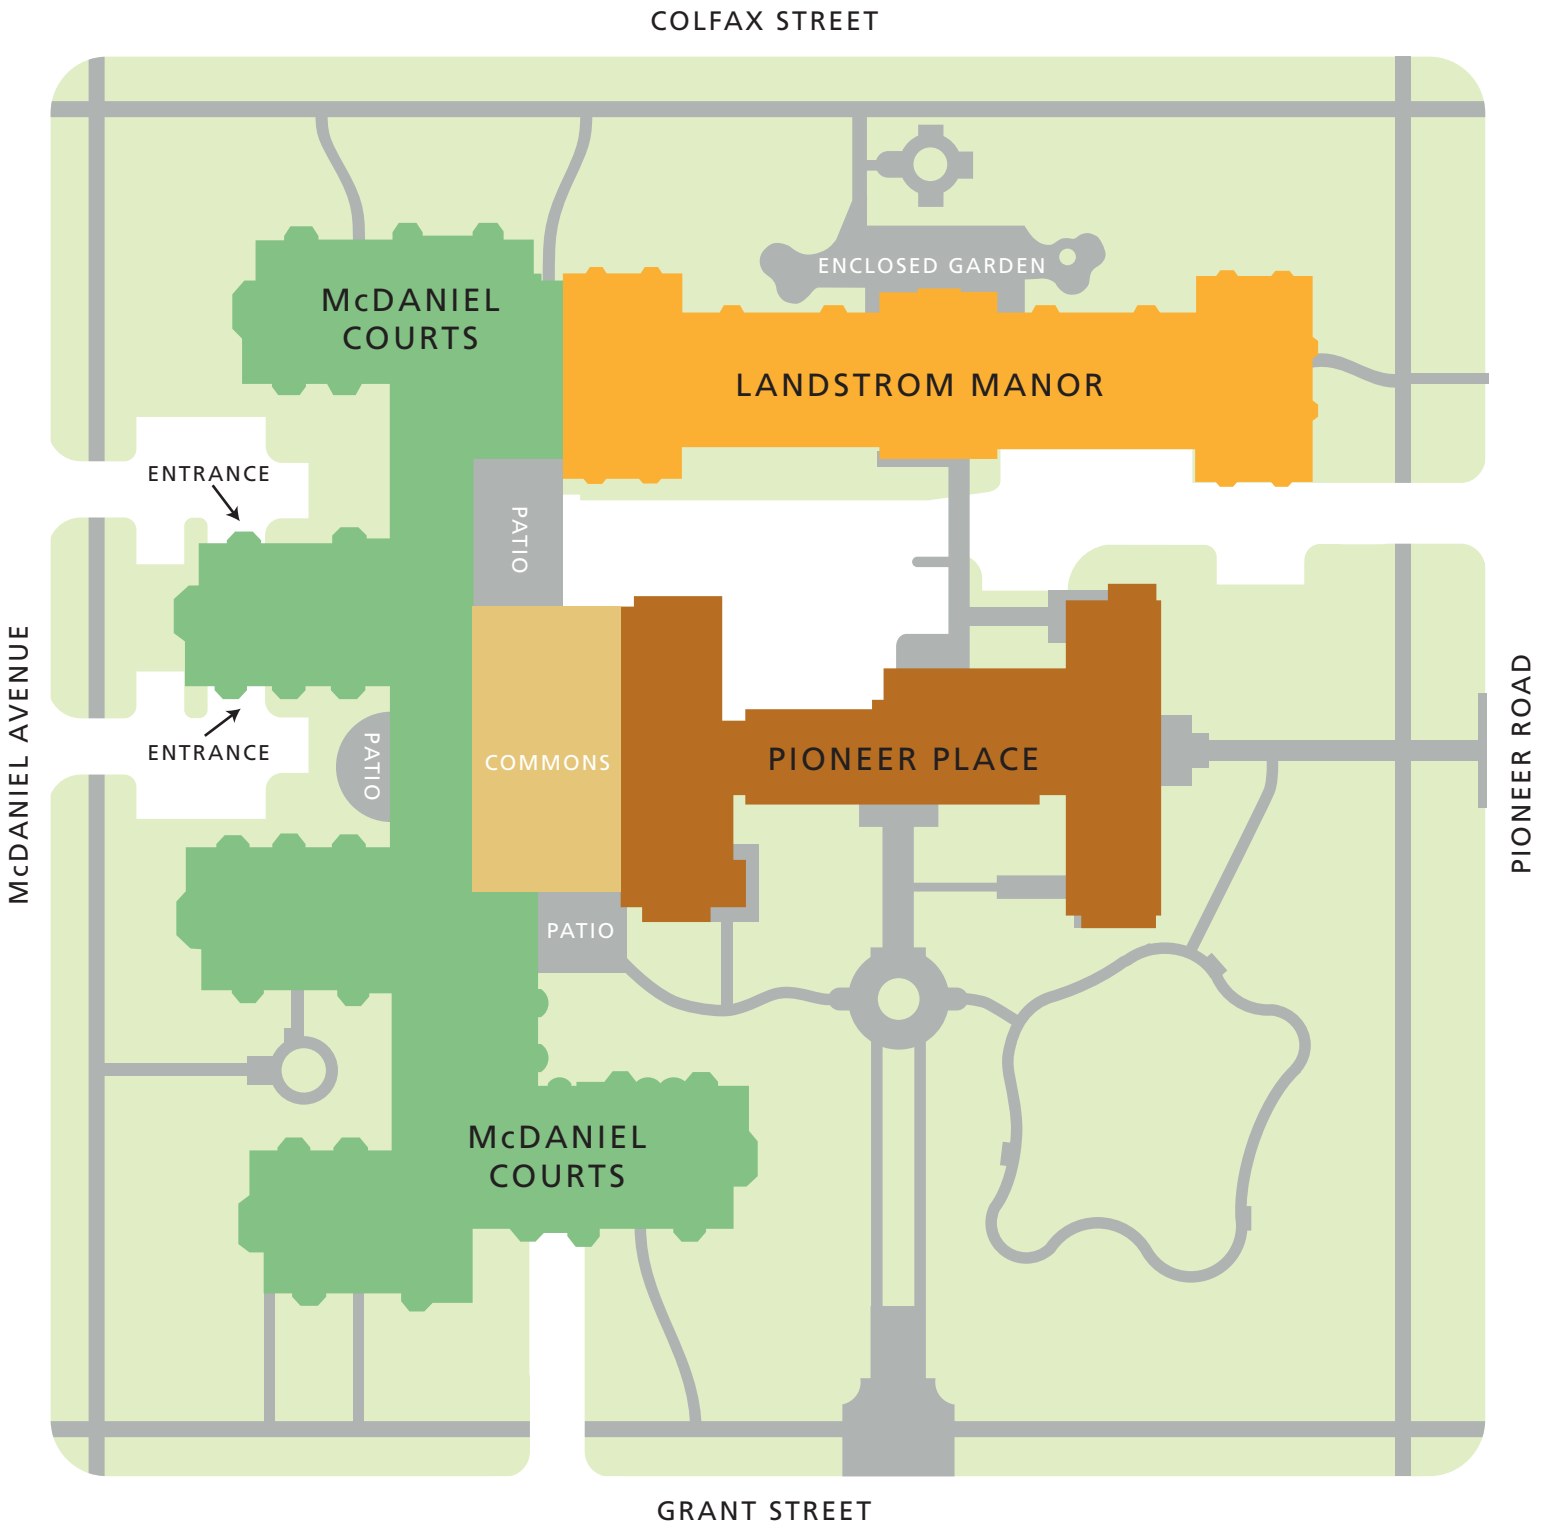 COLFAX STREET
ENCLOSED GARDEN
McDANIEL
COURTS
LANDSTROM MANOR
ENTRANCE
PATIO
McDANIEL AVENUE
PIONEER ROAD
ENTRANCE
PATIO
COMMONS
PIONEER PLACE
PATIO
McDANIEL
COURTS
GRANT STREET